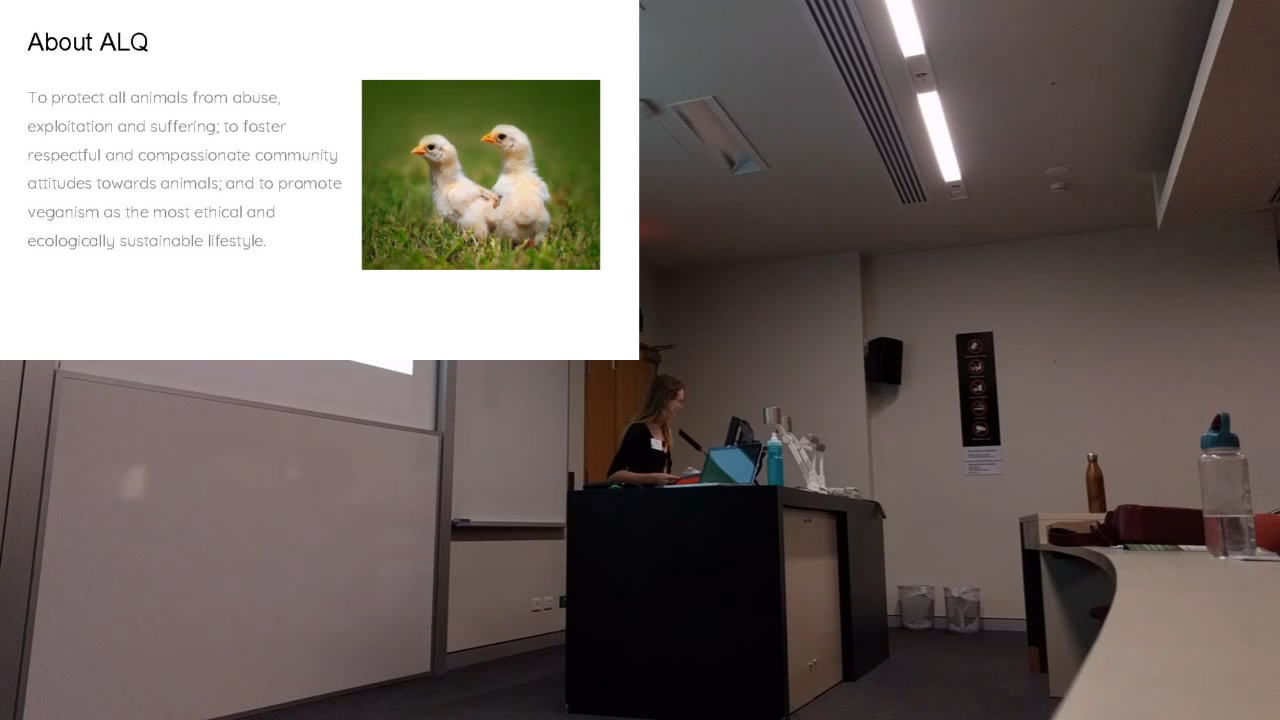 About ALQ
To protect all animals from abuse,
exploitation and suffering; to foster
respectful and compassionate community
attitudes towards animals; and to promote
veganism as the most ethical and
ecologically sustainable lifestyle.